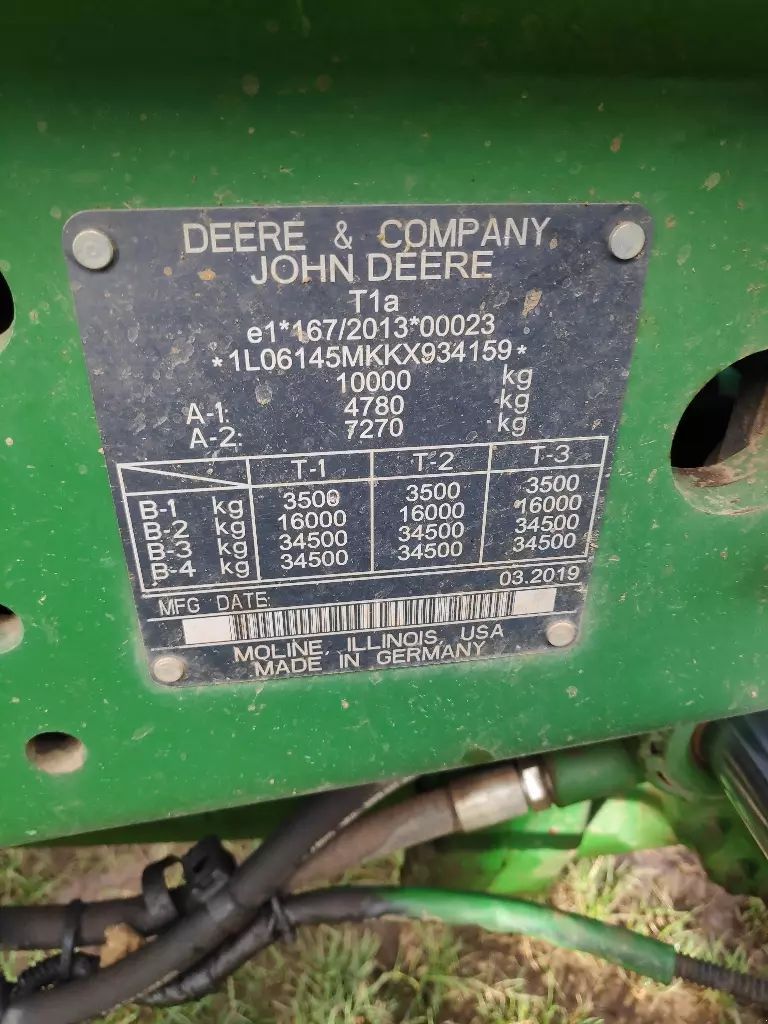 DEERE & COMPANY
JOHN DEERE
T1a
e1*167/2013*00023
*1L06145MKKX934159*
10000 kg
A-1: 4780 kg
A-2: 7270 kg
T-1 T-2 T-3
B-1 kg 3500 3500 3500
B-2 kg 16000 16000 16000
B-3 kg 34500 34500 34500
B-4 kg 34500 34500 34500
MFG DATE: 03.2019
MOLINE, ILLINOIS, USA
MADE IN GERMANY